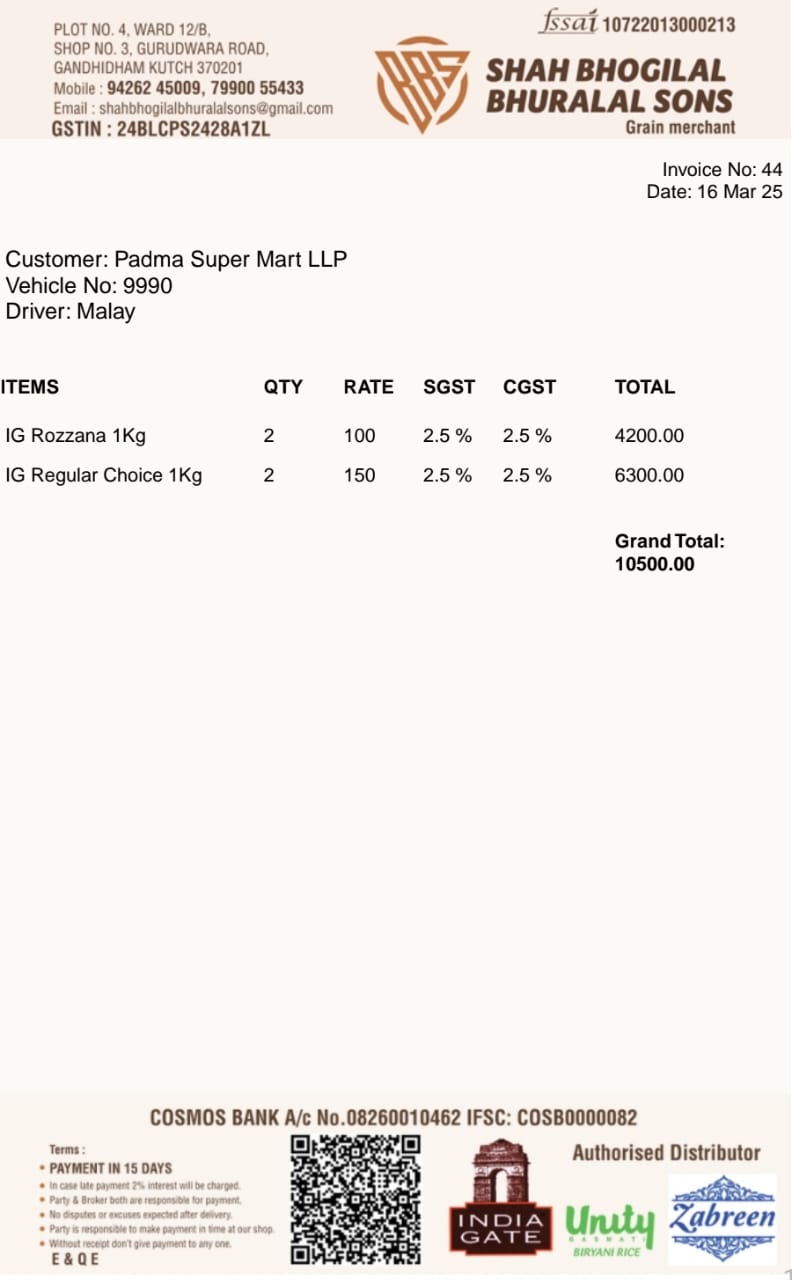 PLOT NO. 4, WARD 12/B,
SHOP NO. 3, GURUDWARA ROAD,
GANDHIDHAM KUTCH 370201
Mobile : 94262 45009, 79900 55433
Email : shahbhogilalbhuralalsons@gmail.com
GSTIN : 24BLCPS2428A1ZL
fssai 10722013000213
BBS
SHAH BHOGILAL
BHURALAL SONS
Grain merchant
Invoice No: 44
Date: 16 Mar 25
Customer: Padma Super Mart LLP
Vehicle No: 9990
Driver: Malay
ITEMS QTY RATE SGST CGST TOTAL
IG Rozzana 1Kg 2 100 2.5 % 2.5 % 4200.00
IG Regular Choice 1Kg 2 150 2.5 % 2.5 % 6300.00
Grand Total:
10500.00
COSMOS BANK A/c No.08260010462 IFSC: COSB0000082
Terms :
• PAYMENT IN 15 DAYS
• In case late payment 2% interest will be charged.
• Party & Broker both are responsible for payment.
• No disputes or excuses expected after delivery.
• Party is responsible to make payment in time at our shop.
• Without receipt don't give payment to any one.
E & Q E
Authorised Distributor
INDIA
GATE
Unity
BASMATI
BIRYANI RICE
Zabreen